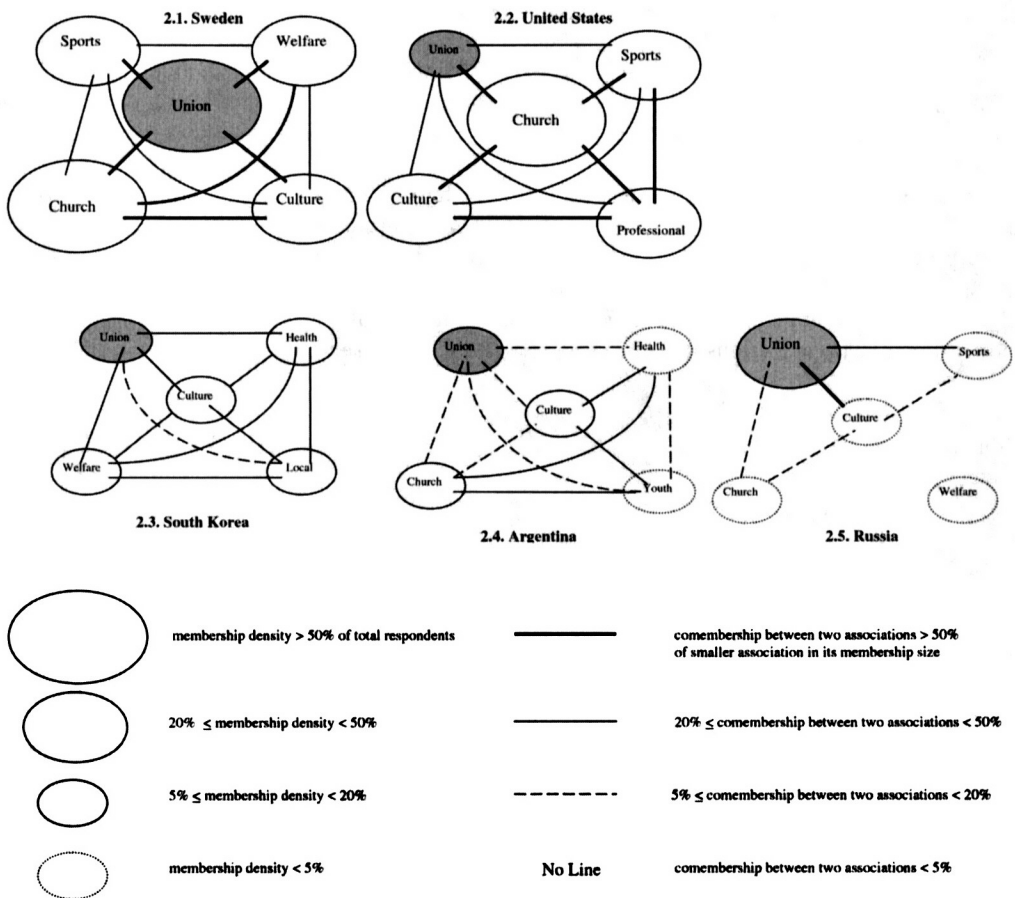 2.1. Sweden
Sports
Welfare
Union
Church
Culture
2.2. United States
Union
Sports
Church
Culture
Professional
Union
Health
Culture
Welfare
Local
2.3. South Korea
Union
Health
Culture
Church
Youth
2.4. Argentina
Union
Sports
Culture
Church
Welfare
2.5. Russia
membership density > 50% of total respondents
comembership between two associations > 50%
of smaller association in its membership size
20% ≤ membership density < 50%
20% ≤ comembership between two associations < 50%
5% ≤ membership density < 20%
5% ≤ comembership between two associations < 20%
membership density < 5%
No Line
comembership between two associations < 5%